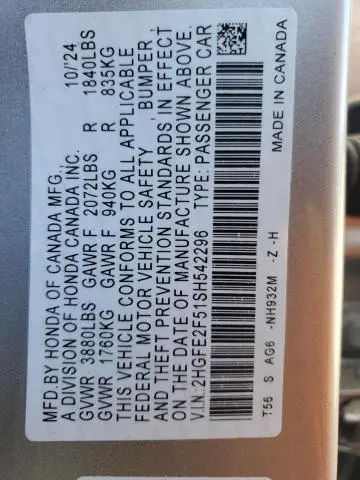 MFD.BY HONDA OF CANADA MFG., 10/'24
A DIVISION OF HONDA CANADA INC.
GVWR 3880LBS GAWR F 2072LBS R 1840LBS
GVWR 1760KG GAWR F 940KG R 835KG
THIS VEHICLE CONFORMS TO ALL APPLICABLE
FEDERAL MOTOR VEHICLE SAFETY , BUMPER ,
AND THEFT PREVENTION STANDARDS IN EFFECT
ON THE DATE OF MANUFACTURE SHOWN ABOVE.
V.I.N.:2HGFE2F51SH542296 TYPE: PASSENGER CAR
T56 S AG6 -NH932M -Z -H MADE IN CANADA